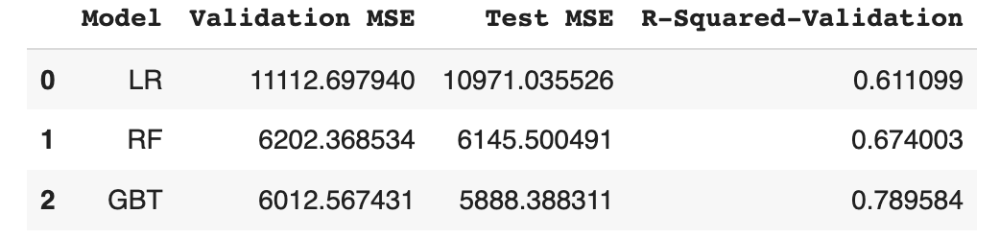 Model Validation MSE Test MSE R-Squared-Validation
0 LR 11112.697940 10971.035526 0.611099
1 RF 6202.368534 6145.500491 0.674003
2 GBT 6012.567431 5888.388311 0.789584